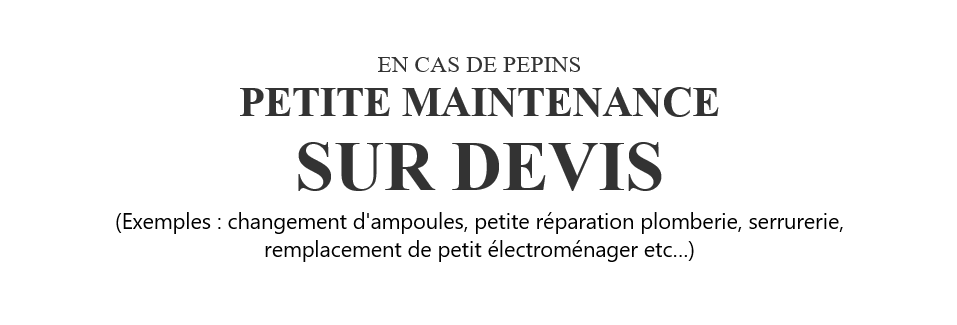 EN CAS DE PEPINS
PETITE MAINTENANCE
SUR DEVIS
(Exemples : changement d'ampoules, petite réparation plomberie, serrurerie,
remplacement de petit électroménager etc...)